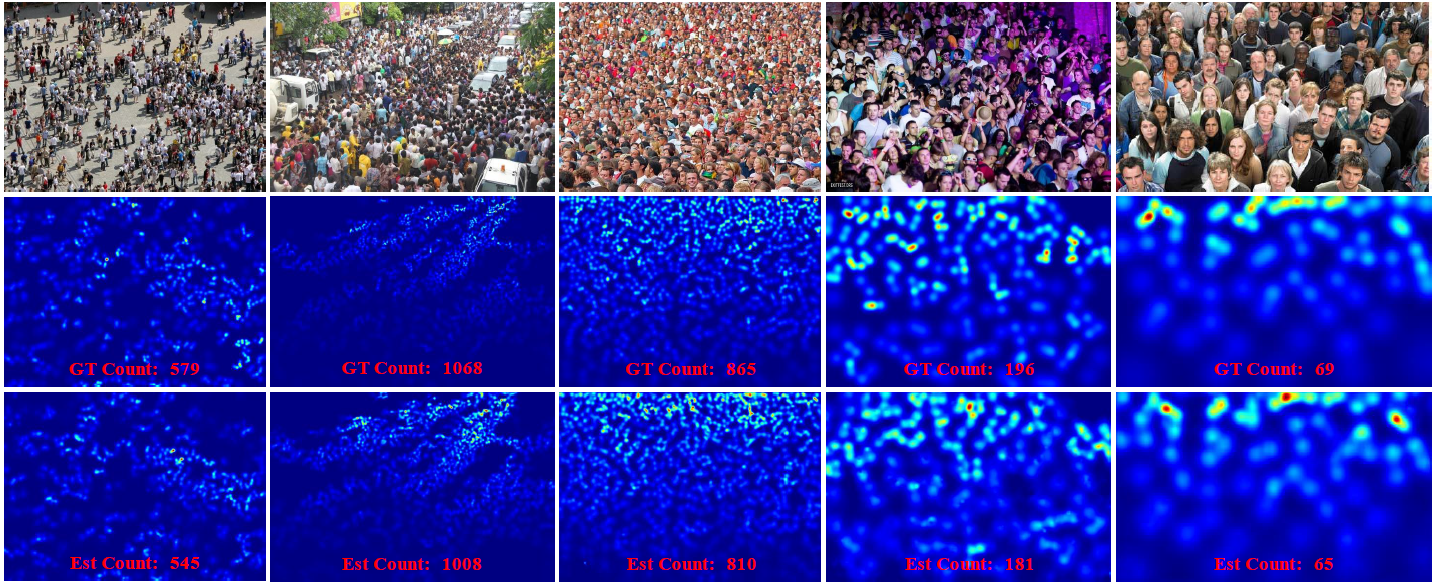 GT Count: 579
GT Count: 1068
GT Count: 865
GT Count: 196
GT Count: 69
Est Count: 545
Est Count: 1008
Est Count: 810
Est Count: 181
Est Count: 65